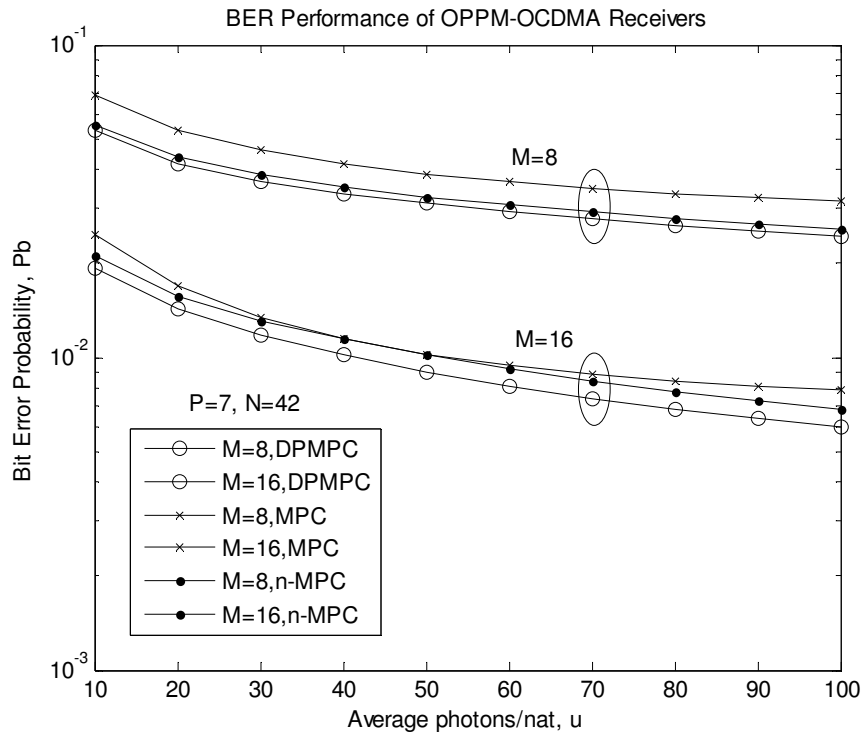 BER Performance of OPPM-OCDMA Receivers
10^-1
M=8
Bit Error Probability, Pb
10^-2
M=16
P=7, N=42
M=8,DPMPC
M=16,DPMPC
M=8,MPC
M=16,MPC
M=8,n-MPC
M=16,n-MPC
10^-3
10 20 30 40 50 60 70 80 90 100
Average photons/nat, u